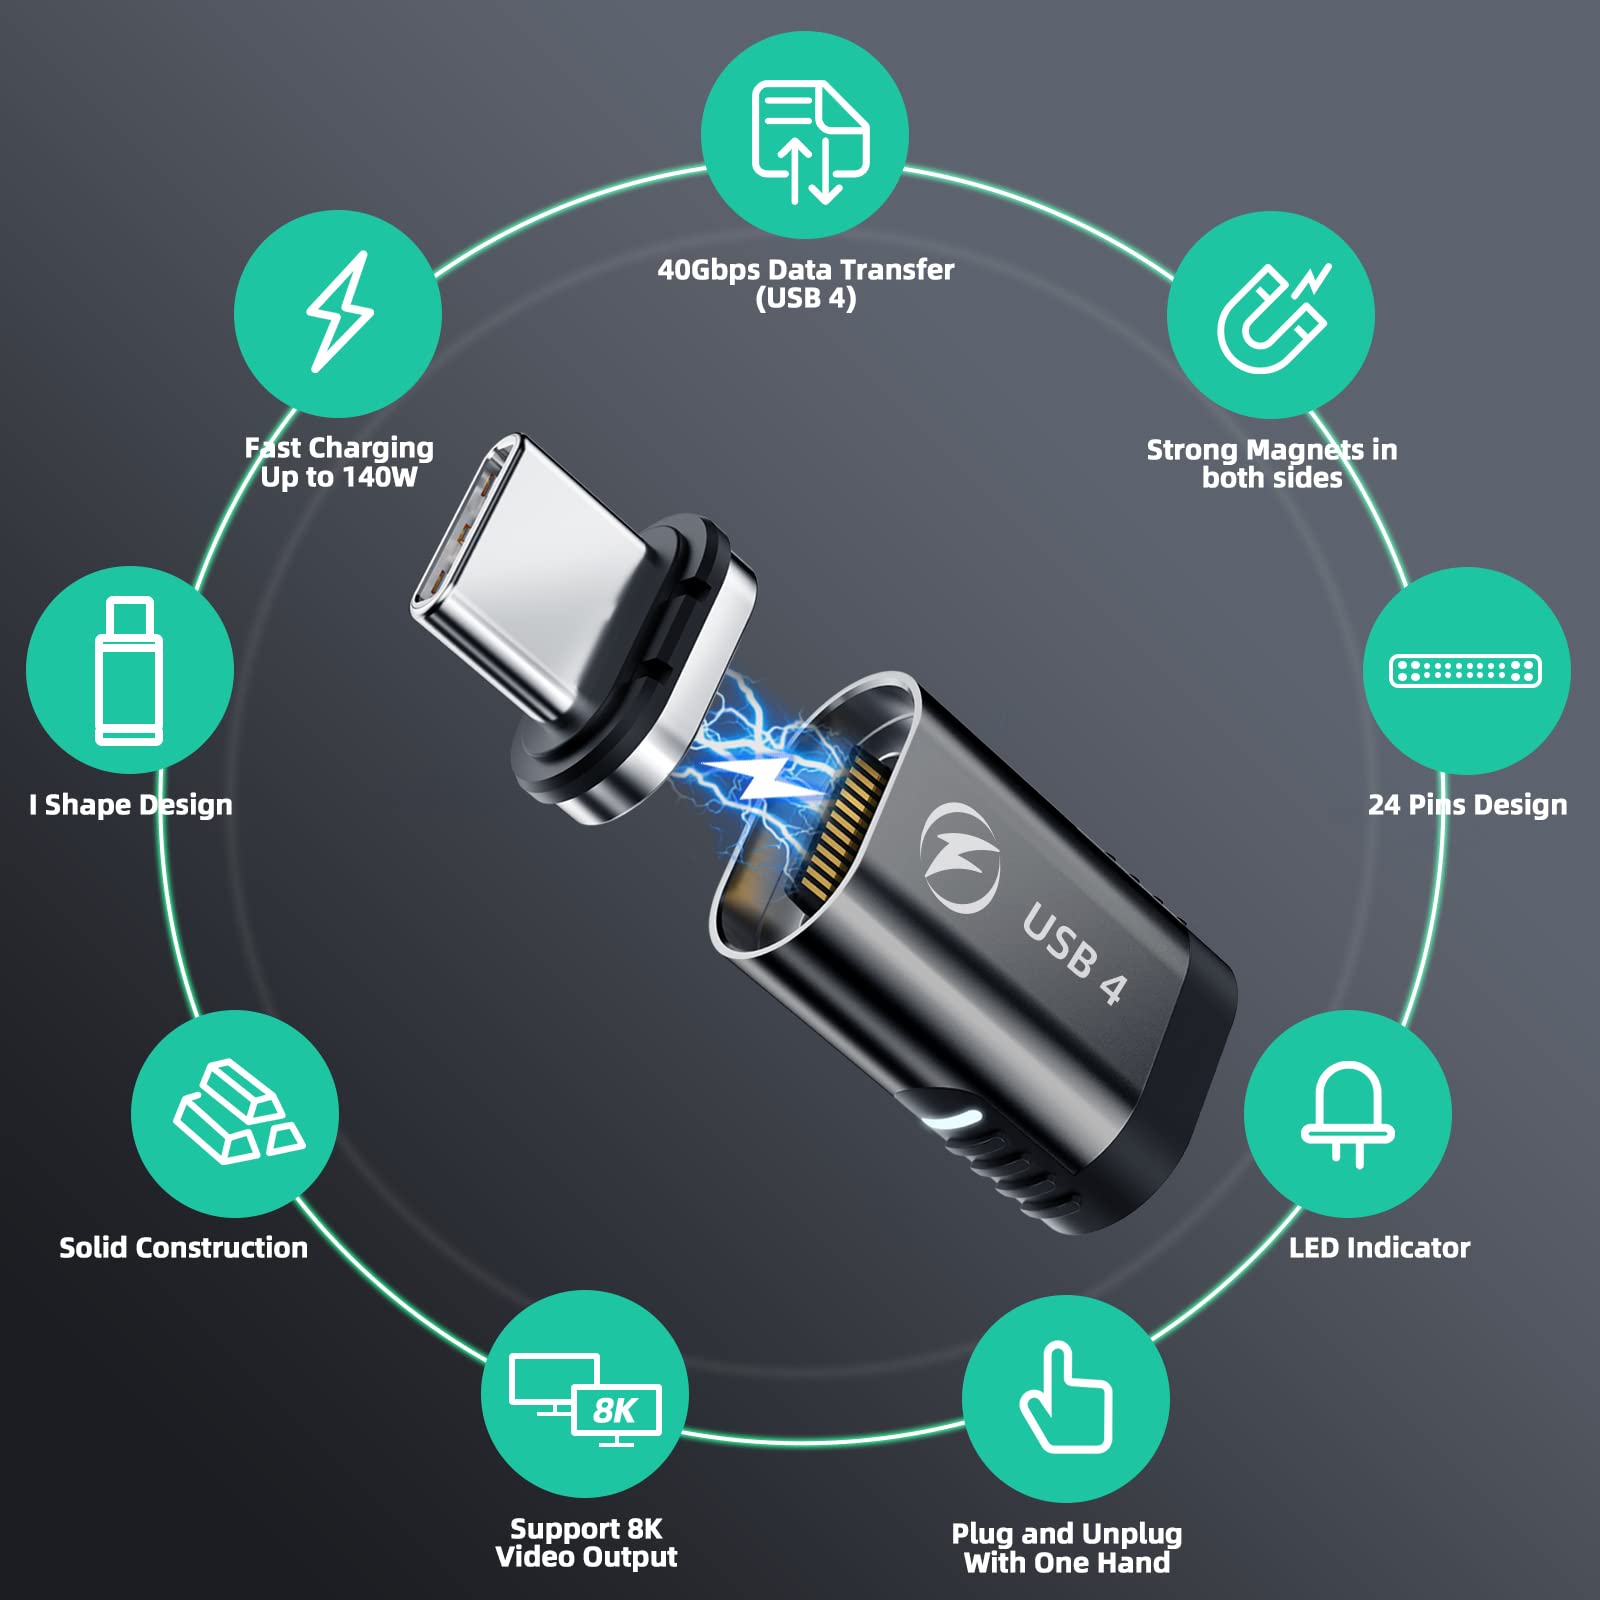 40Gbps Data Transfer
(USB 4)
Fast Charging
Up to 140W
Strong Magnets in
both sides
I Shape Design
24 Pins Design
USB 4
Solid Construction
LED Indicator
8K
Support 8K
Video Output
Plug and Unplug
With One Hand